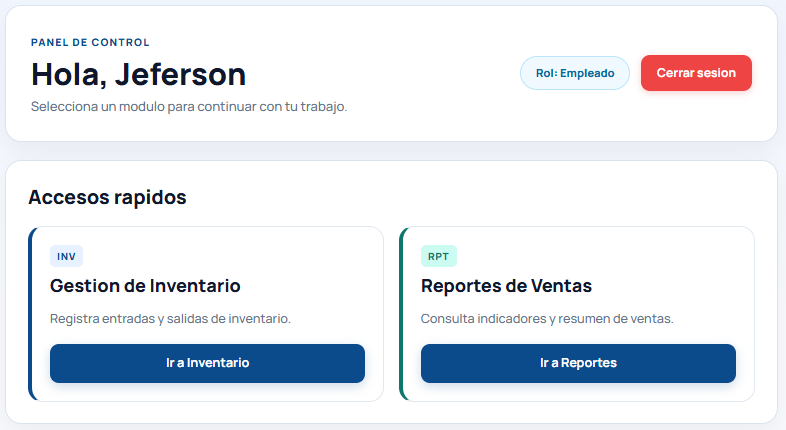 PANEL DE CONTROL
Hola, Jeferson
Selecciona un modulo para continuar con tu trabajo.
Rol: Empleado
Cerrar sesion
Accesos rapidos
INV
Gestion de Inventario
Registra entradas y salidas de inventario.
Ir a Inventario
RPT
Reportes de Ventas
Consulta indicadores y resumen de ventas.
Ir a Reportes